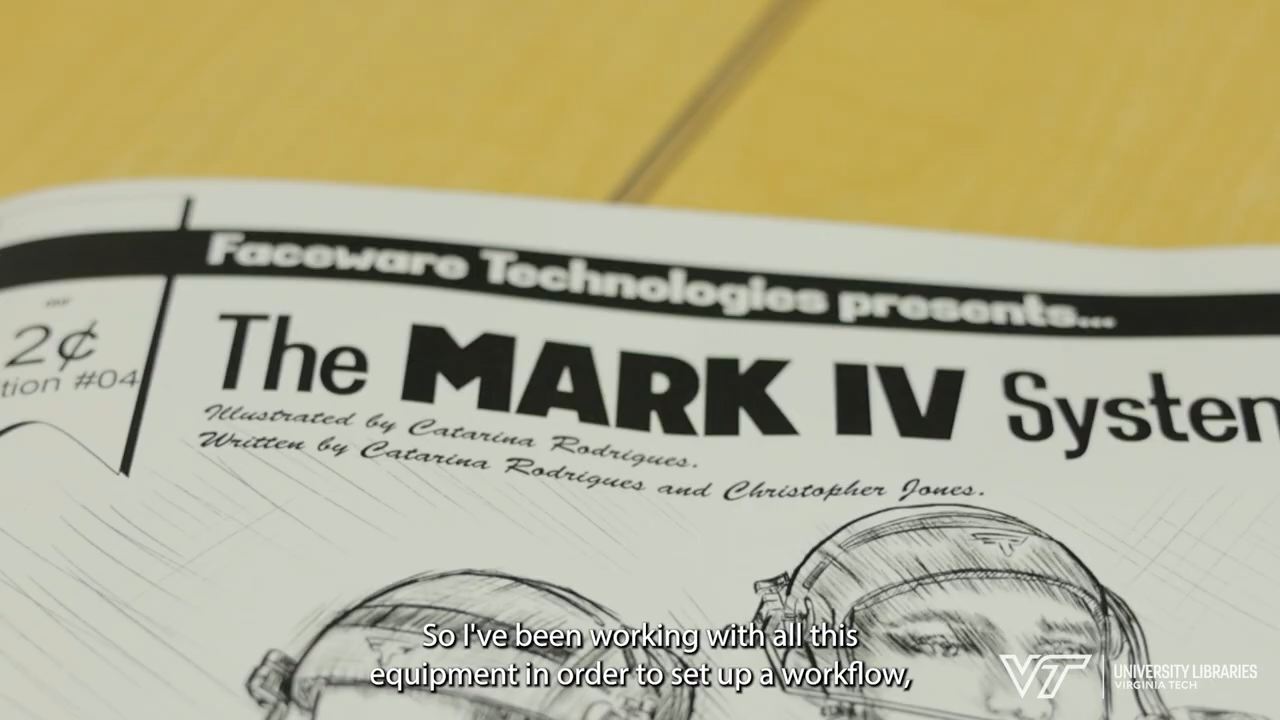 Faceware Technologies presents...
2¢
tion #04
The MARK IV System
Illustrated by Catarina Rodrigues.
Written by Catarina Rodrigues and Christopher Jones.
So I've been working with all this
equipment in order to set up a workflow,
VT
UNIVERSITY LIBRARIES
VIRGINIA TECH